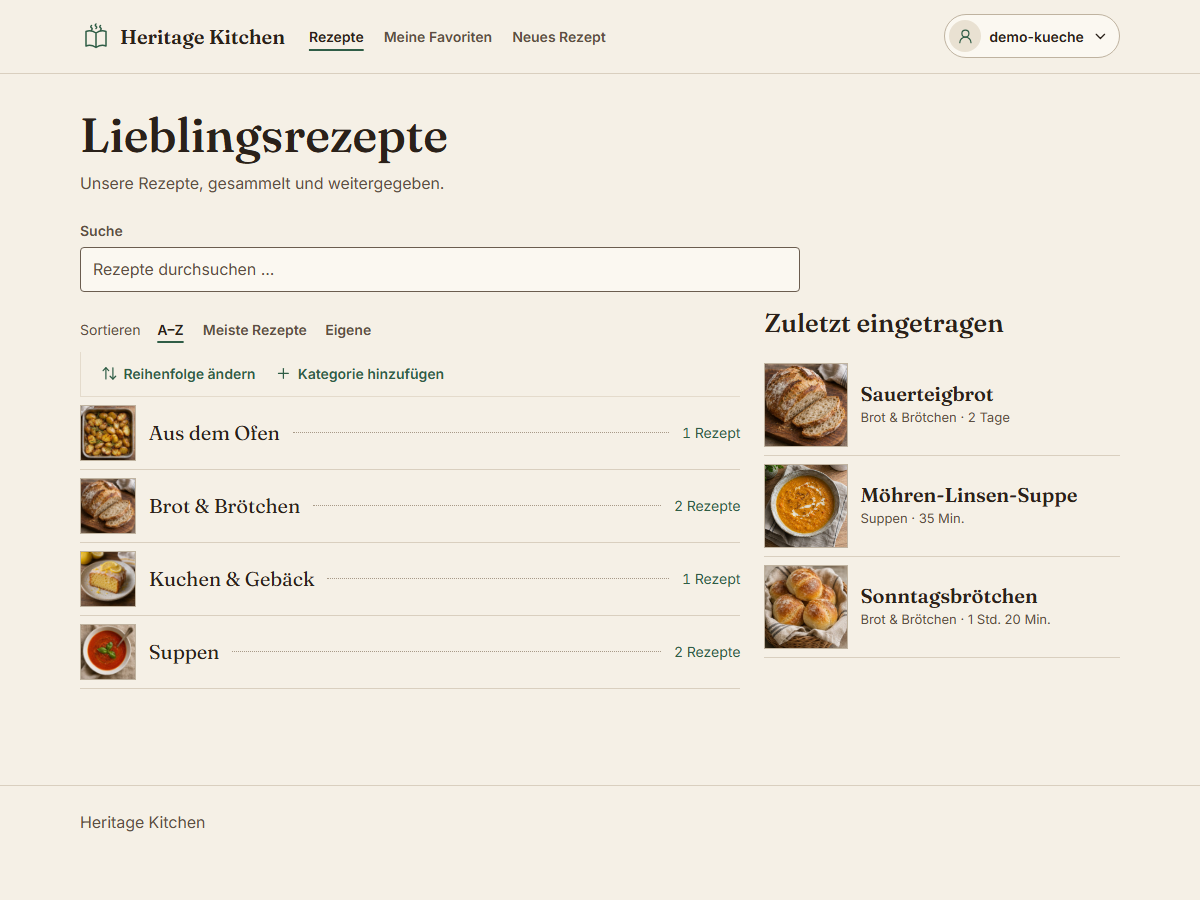 Heritage Kitchen
Rezepte
Meine Favoriten
Neues Rezept
demo-kueche
Lieblingsrezepte
Unsere Rezepte, gesammelt und weitergegeben.
Suche
Rezepte durchsuchen …
Sortieren
A–Z
Meiste Rezepte
Eigene
Reihenfolge ändern
Kategorie hinzufügen
Aus dem Ofen 1 Rezept
Brot & Brötchen 2 Rezepte
Kuchen & Gebäck 1 Rezept
Suppen 2 Rezepte
Zuletzt eingetragen
Sauerteigbrot
Brot & Brötchen · 2 Tage
Möhren-Linsen-Suppe
Suppen · 35 Min.
Sonntagsbrötchen
Brot & Brötchen · 1 Std. 20 Min.
Heritage Kitchen